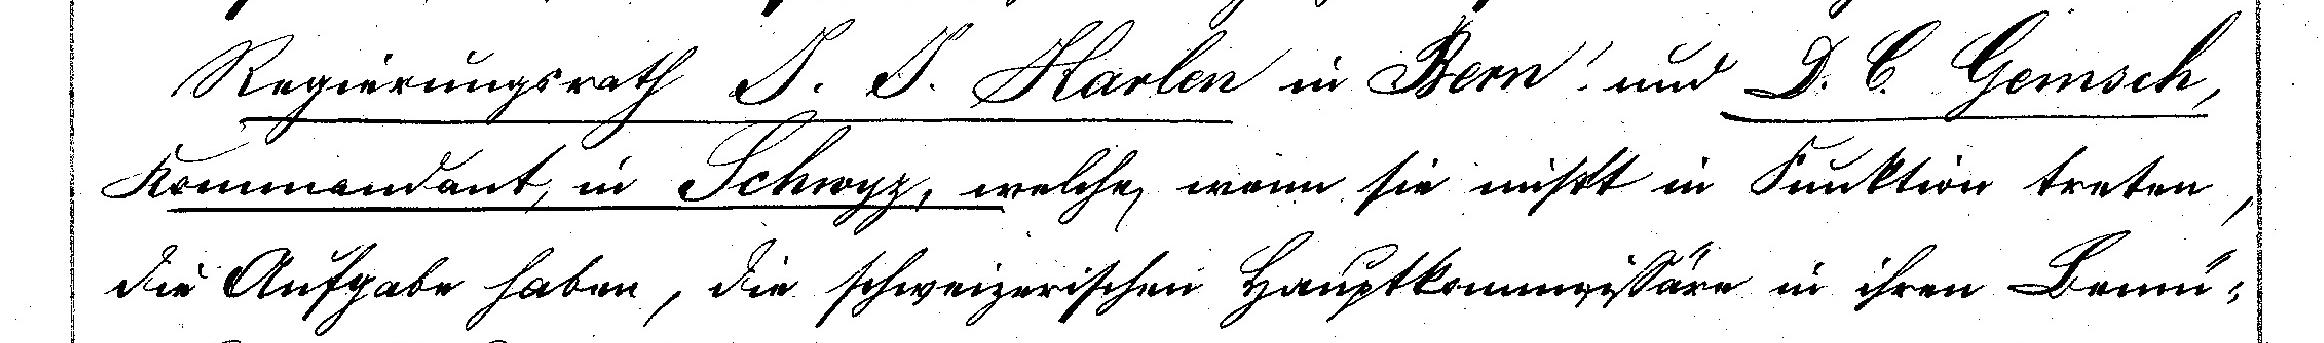 Regierungsrath J. J. Karlen in Bern! und D. C. Gemsch,
Kommandant, in Schwyz, welche, wenn sie nicht in Funktion treten,
die Aufgabe haben, die schweizerischen Hauptkommissäre in ihren Bemü-